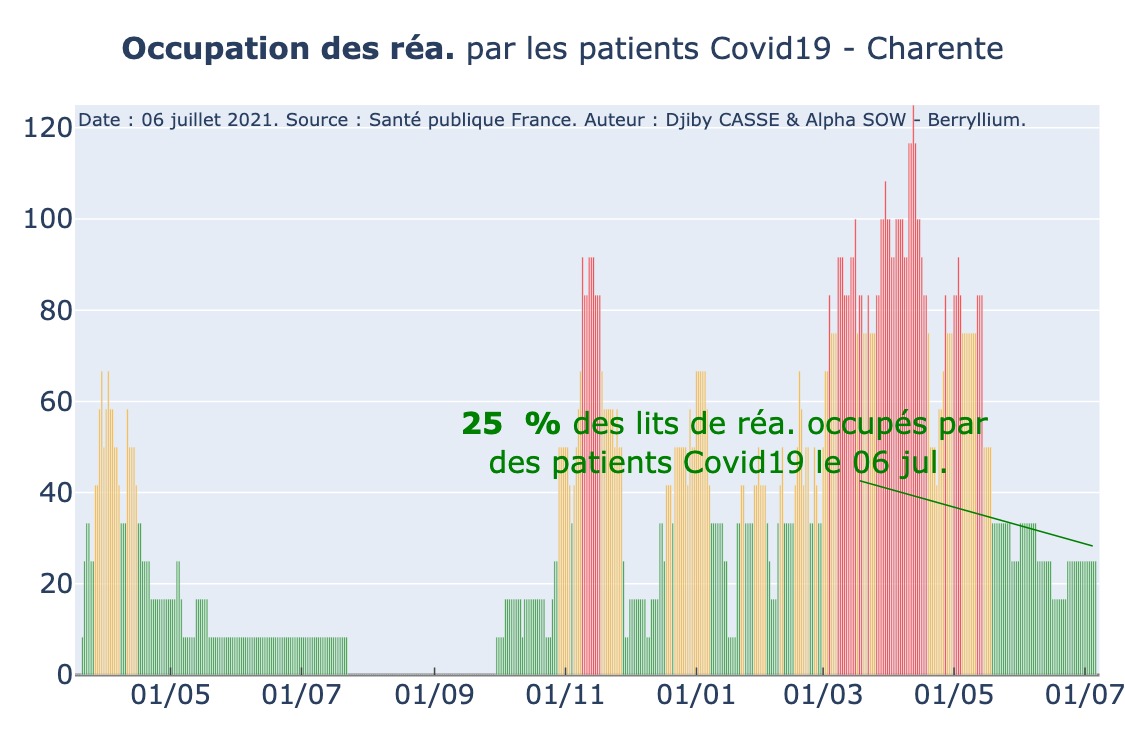 Occupation des réa. par les patients Covid19 - Charente
Date : 06 juillet 2021. Source : Santé publique France. Auteur : Djiby CASSE & Alpha SOW - Berryllium.
120
100
80
60
40
20
0
25 % des lits de réa. occupés par
des patients Covid19 le 06 jul.
01/05 01/07 01/09 01/11 01/01 01/03 01/05 01/07